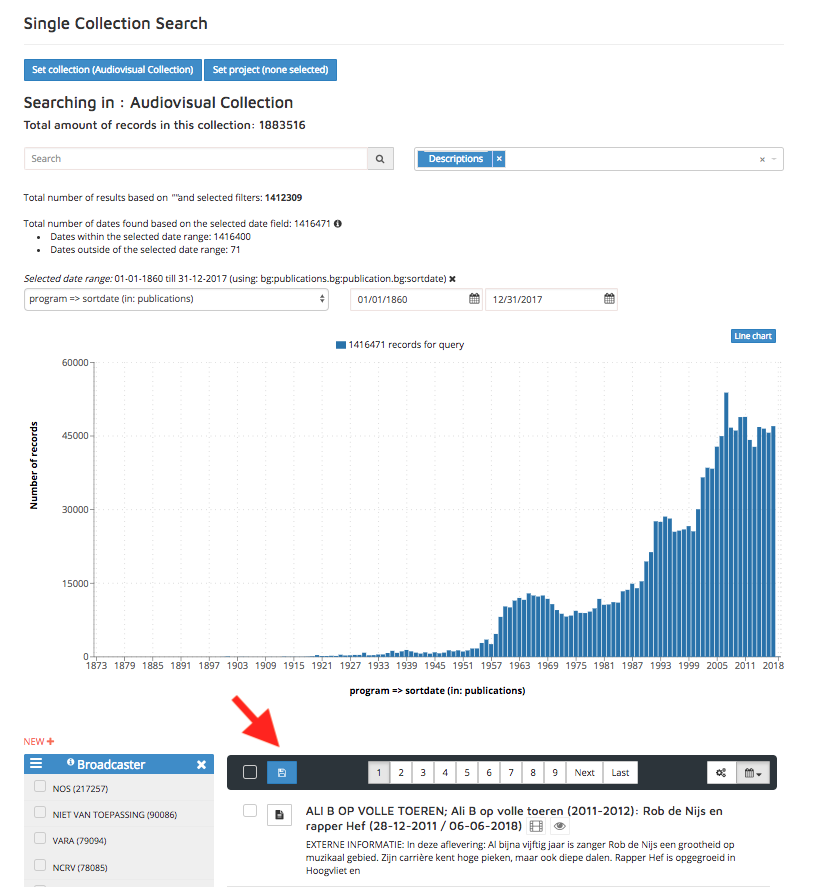 Single Collection Search
Set collection (Audiovisual Collection) Set project (none selected)
Searching in : Audiovisual Collection
Total amount of records in this collection: 1883516
Search
Descriptions × × -
Total number of results based on ""and selected filters: 1412309
Total number of dates found based on the selected date field: 1416471
• Dates within the selected date range: 1416400
• Dates outside of the selected date range: 71
Selected date range: 01-01-1860 till 31-12-2017 (using: bg:publications.bg:publication.bg:sortdate) ×
program => sortdate (in: publications) 01/01/1860 12/31/2017
Line chart
1416471 records for query
60000
45000
30000
15000
0
Number of records
1873 1879 1885 1891 1897 1903 1909 1915 1921 1927 1933 1939 1945 1951 1957 1963 1969 1975 1981 1987 1993 1999 2005 2011 2018
program => sortdate (in: publications)
NEW +
Broadcaster ×
NOS (217257)
NIET VAN TOEPASSING (90086)
VARA (79094)
NCRV (78085)
1 2 3 4 5 6 7 8 9 Next Last
ALI B OP VOLLE TOEREN; Ali B op volle toeren (2011-2012): Rob de Nijs en
rapper Hef (28-12-2011 / 06-06-2018)
EXTERNE INFORMATIE: In deze aflevering: Al bijna vijftig jaar is zanger Rob de Nijs een grootheid op
muzikaal gebied. Zijn carrière kent hoge pieken, maar ook diepe dalen. Rapper Hef is opgegroeid in
Hoogvliet en